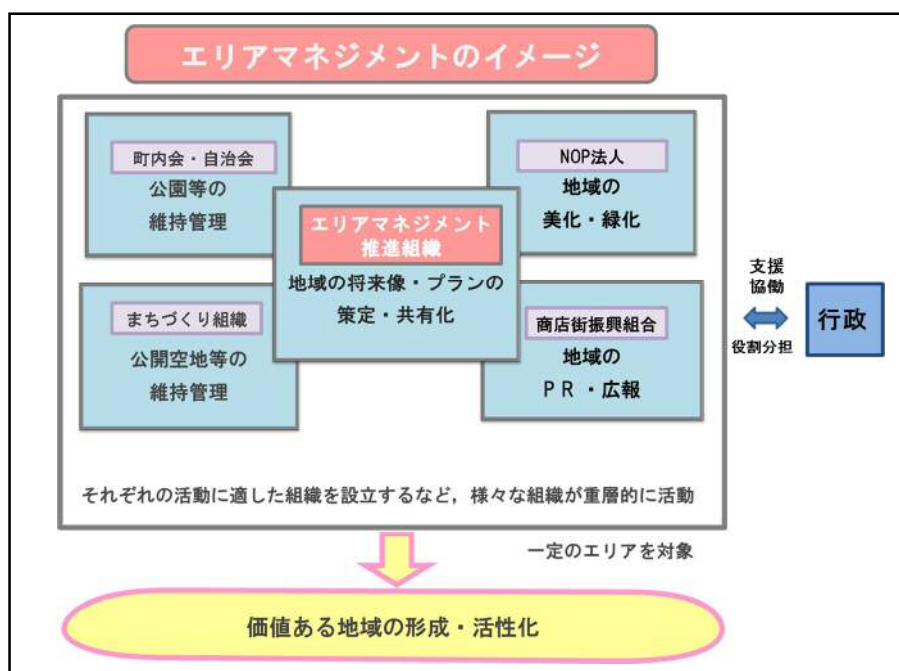 エリアマネジメントのイメージ
町内会・自治会
公園等の
維持管理
NOP法人
地域の
美化・緑化
エリアマネジメント
推進組織
地域の将来像・プランの
策定・共有化
まちづくり組織
公開空地等の
維持管理
商店街振興組合
地域の
ＰＲ・広報
支援
協働
役割分担
行政
それぞれの活動に適した組織を設立するなど，様々な組織が重層的に活動
一定のエリアを対象
価値ある地域の形成・活性化